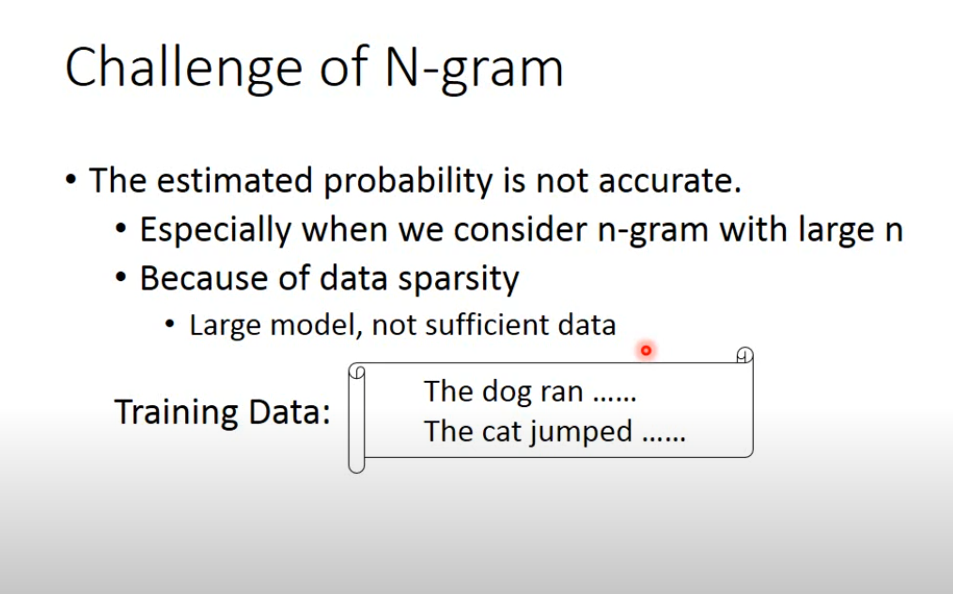 Challenge of N-gram
• The estimated probability is not accurate.
• Especially when we consider n-gram with large n
• Because of data sparsity
• Large model, not sufficient data
Training Data:
The dog ran ……
The cat jumped ……